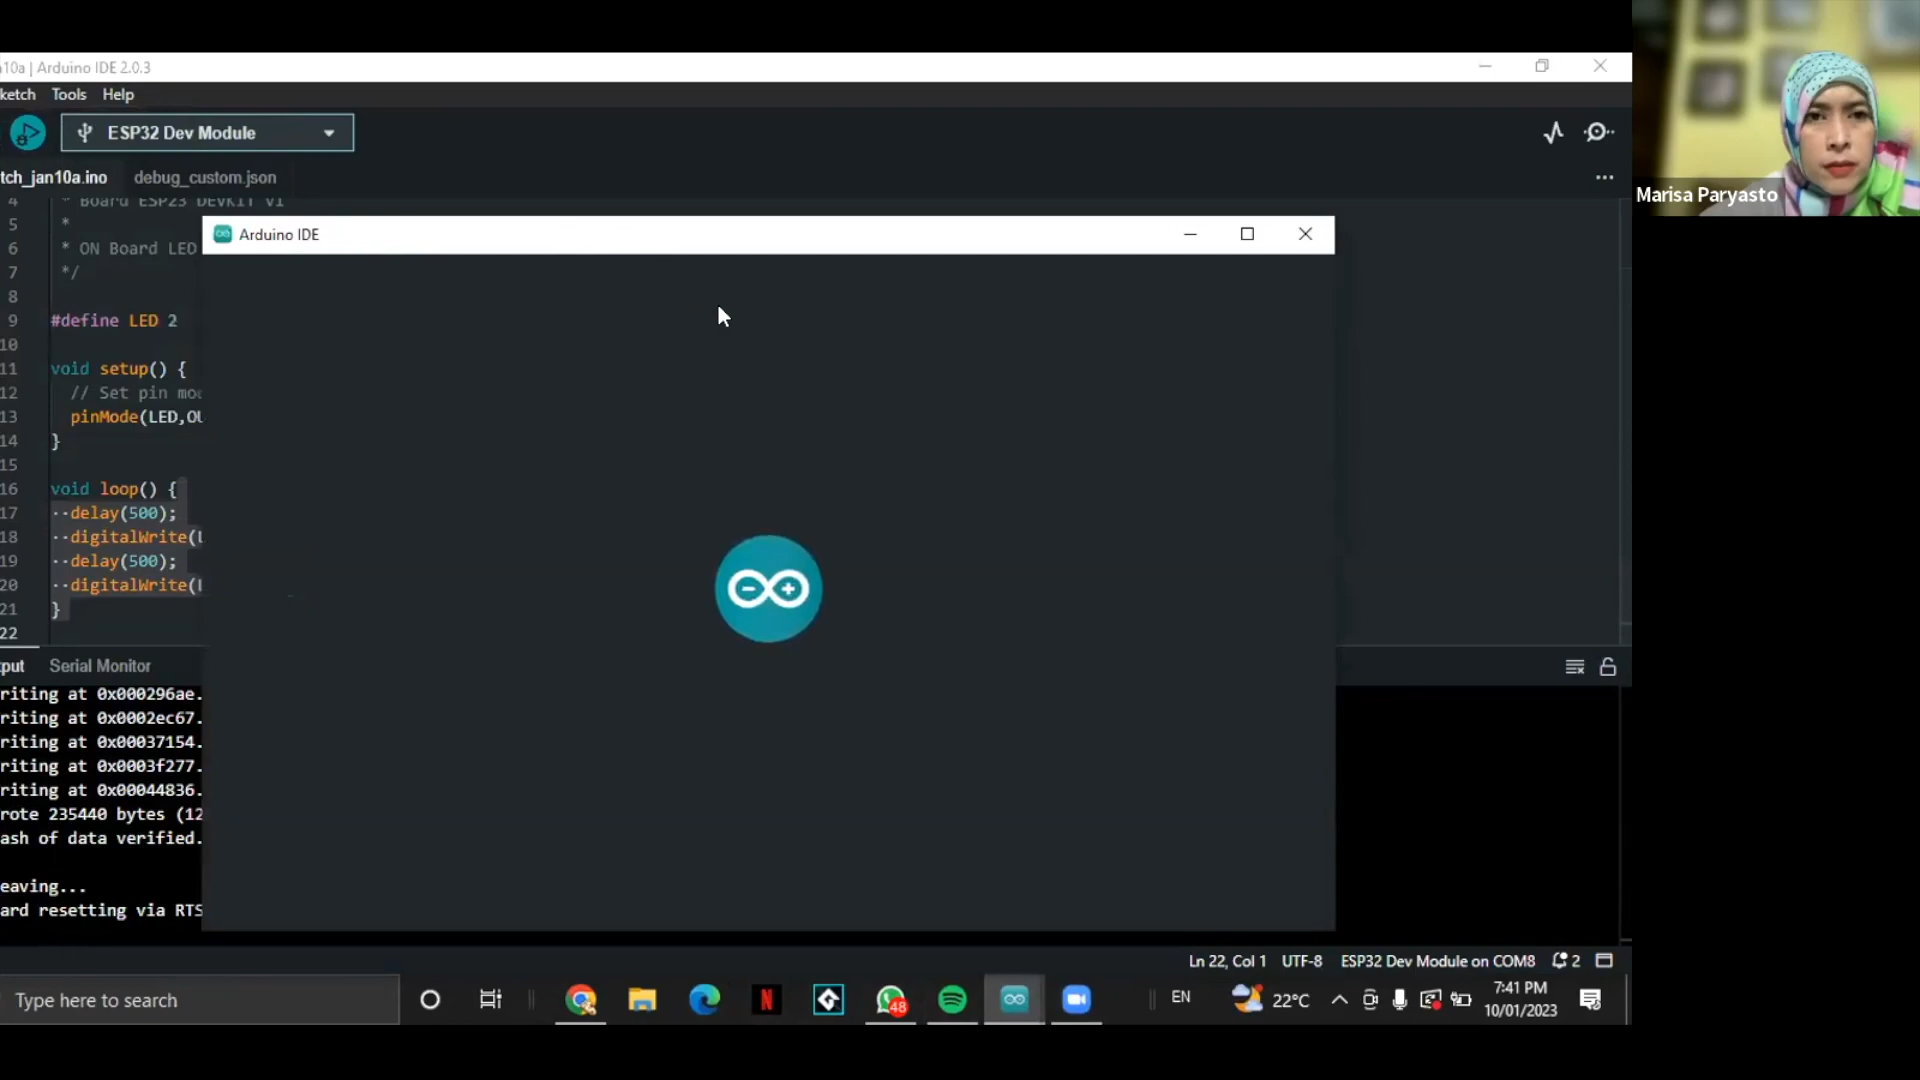 10a | Arduino IDE 2.0.3
ketch Tools Help
ESP32 Dev Module
tch_jan10a.ino debug_custom.json
4 * Board ESP23 DEVKIT V1
5 *
6 * ON Board LED
7 */
8
9 #define LED 2
10
11 void setup() {
12 // Set pin mo
13 pinMode(LED,OU
14 }
15
16 void loop() {
17 delay(500);
18 digitalWrite(
19 delay(500);
20 digitalWrite(
21 }
22
Arduino IDE
put Serial Monitor
riting at 0x000296ae.
riting at 0x0002ec67.
riting at 0x00037154.
riting at 0x0003f277.
riting at 0x00044836.
rote 235440 bytes (12
ash of data verified.
eaving...
ard resetting via RTS
Ln 22, Col 1 UTF-8 ESP32 Dev Module on COM8 2
Type here to search
48
EN
22°C
7:41 PM
10/01/2023
Marisa Paryasto